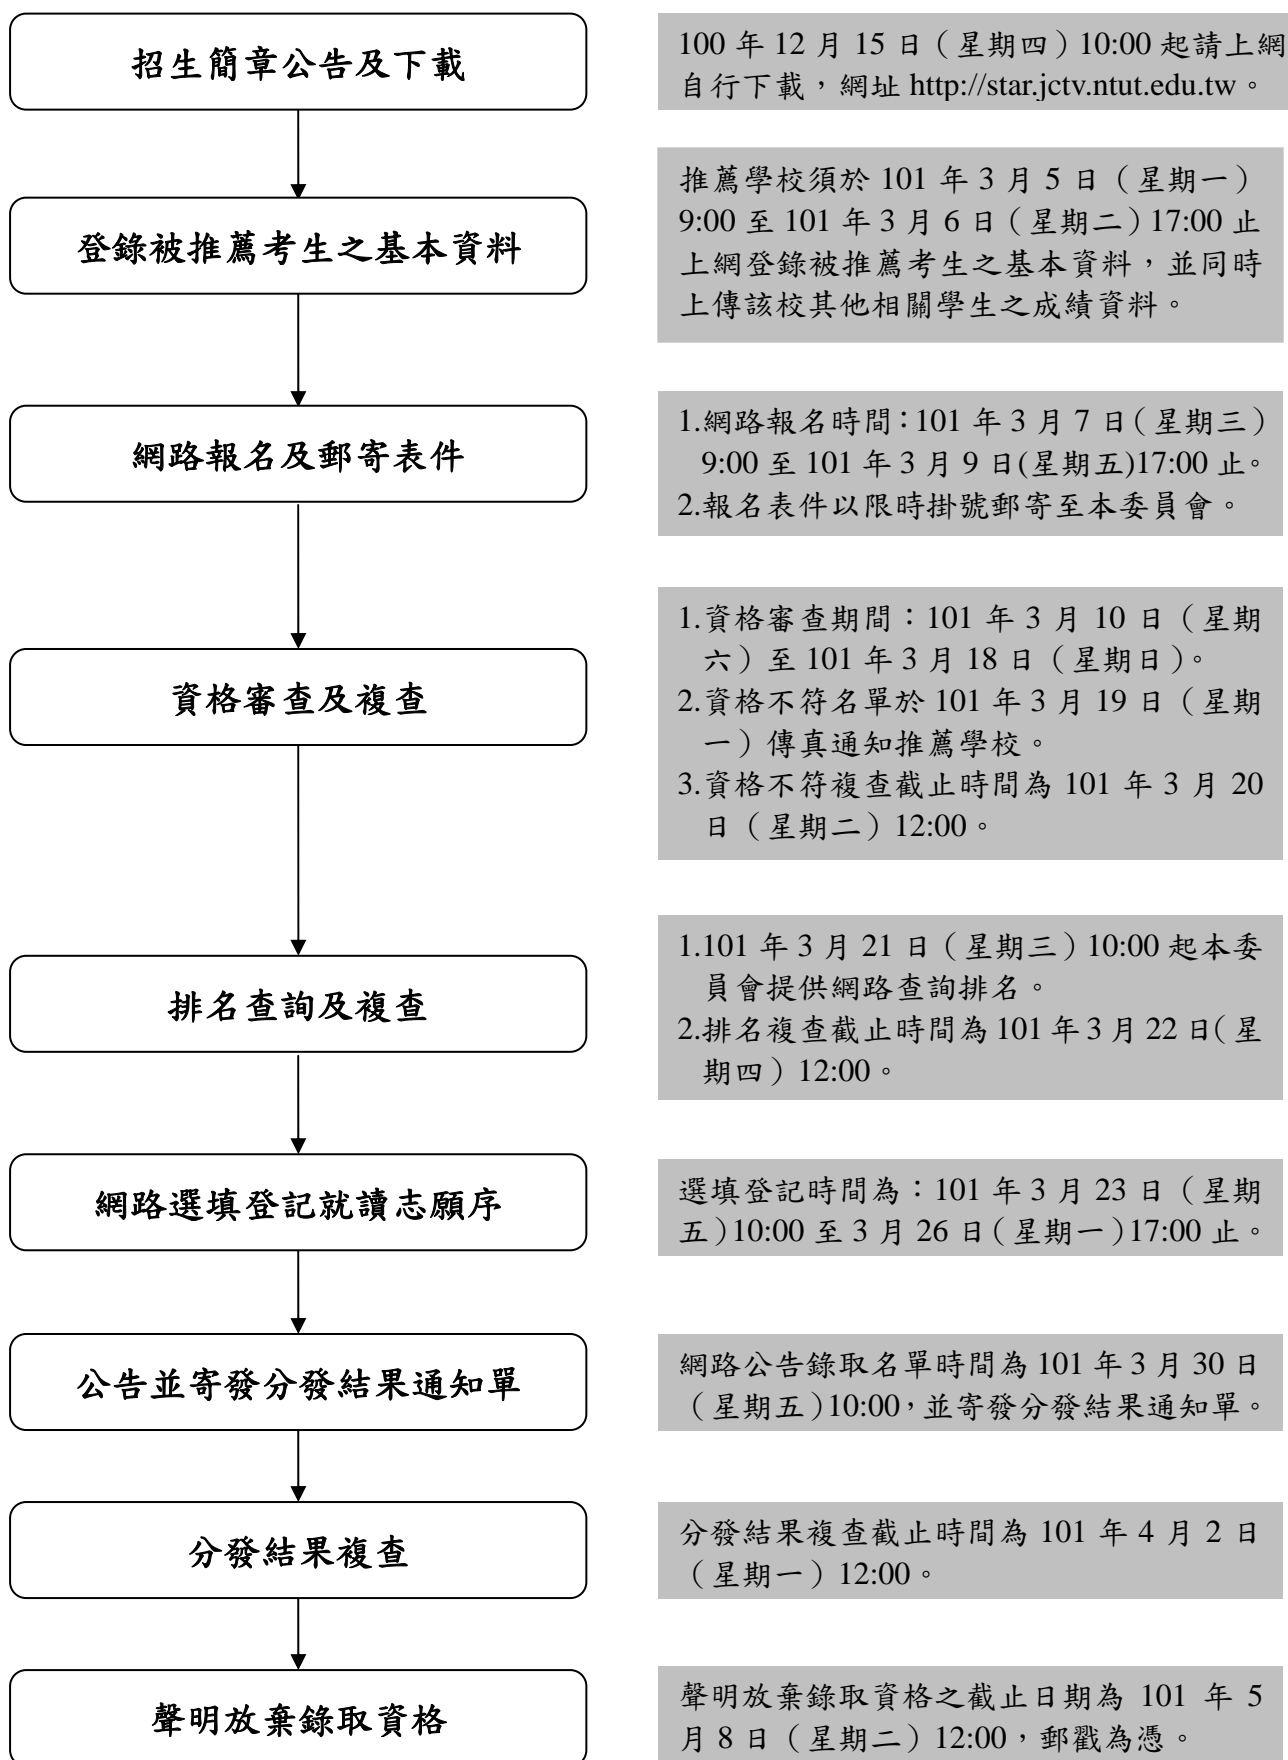 招生簡章公告及下載
100 年 12 月 15 日（星期四）10:00 起請上網
自行下載，網址 http://star.jctv.ntut.edu.tw。
登錄被推薦考生之基本資料
推薦學校須於 101 年 3 月 5 日（星期一）
9:00 至 101 年 3 月 6 日（星期二）17:00 止
上網登錄被推薦考生之基本資料，並同時
上傳該校其他相關學生之成績資料。
網路報名及郵寄表件
1.網路報名時間：101 年 3 月 7 日（星期三）
9:00 至 101 年 3 月 9 日(星期五)17:00 止。
2.報名表件以限時掛號郵寄至本委員會。
資格審查及複查
1.資格審查期間：101 年 3 月 10 日（星期
六）至 101 年 3 月 18 日（星期日）。
2.資格不符名單於 101 年 3 月 19 日（星期
一）傳真通知推薦學校。
3.資格不符複查截止時間為 101 年 3 月 20
日（星期二）12:00。
排名查詢及複查
1.101 年 3 月 21 日（星期三）10:00 起本委
員會提供網路查詢排名。
2.排名複查截止時間為 101 年 3 月 22 日（星
期四）12:00。
網路選填登記就讀志願序
選填登記時間為：101 年 3 月 23 日（星期
五）10:00 至 3 月 26 日（星期一）17:00 止。
公告並寄發分發結果通知單
網路公告錄取名單時間為 101 年 3 月 30 日
（星期五）10:00，並寄發分發結果通知單。
分發結果複查
分發結果複查截止時間為 101 年 4 月 2 日
（星期一）12:00。
聲明放棄錄取資格
聲明放棄錄取資格之截止日期為 101 年 5
月 8 日（星期二）12:00，郵戳為憑。